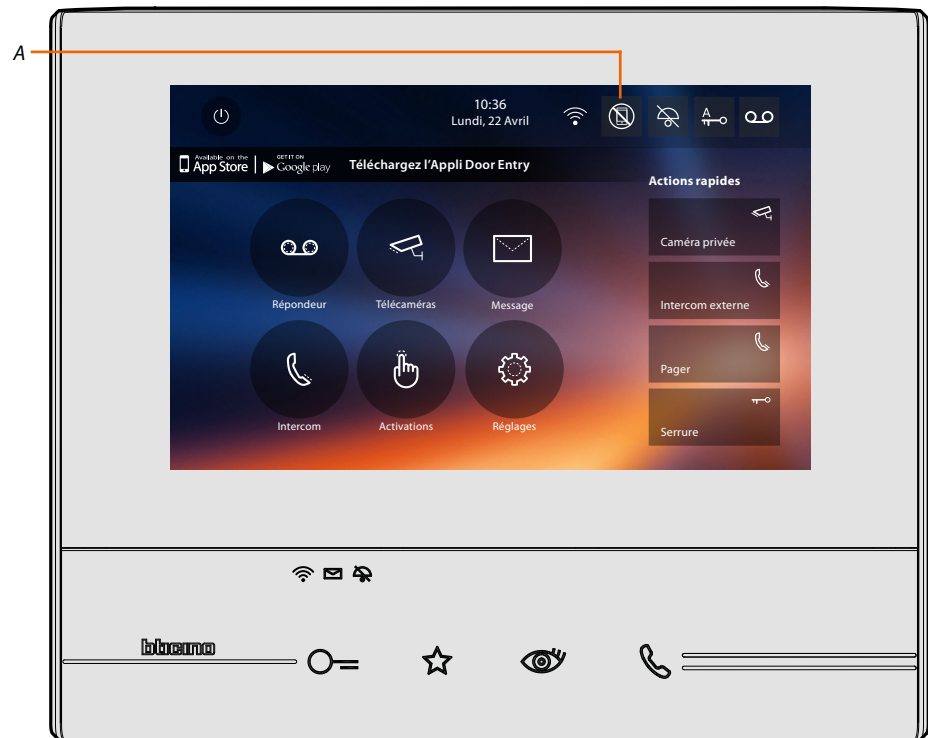 A
10:36
Lundi, 22 Avril
A
Available on the
App Store
GET IT ON
Google play
Téléchargez l'Appli Door Entry
Actions rapides
Caméra privée
Répondeur
Télécaméras
Message
Intercom externe
Pager
Intercom
Activations
Réglages
Serrure
bticino